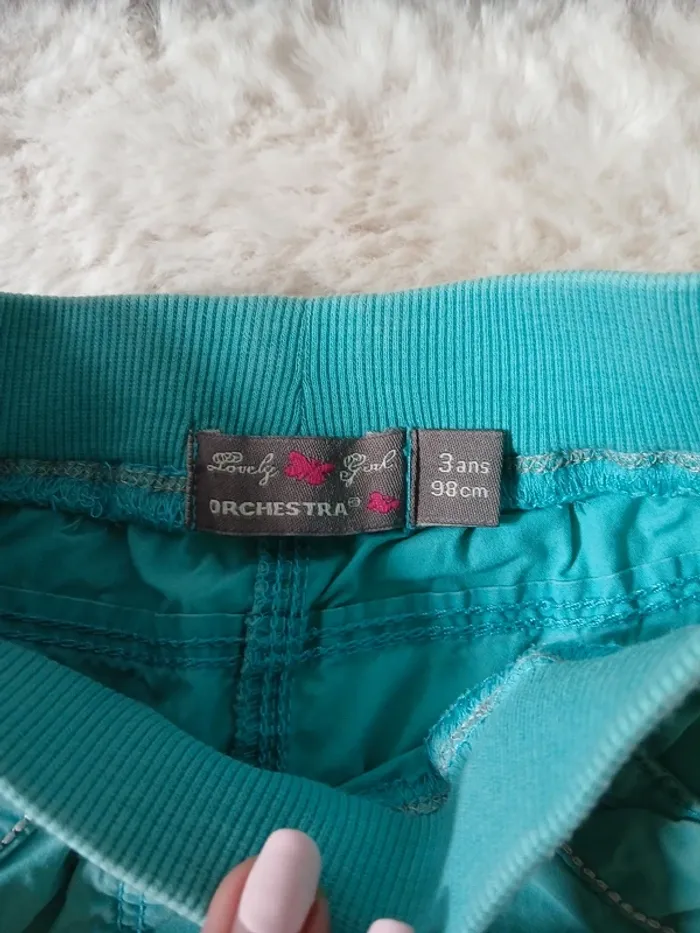 Lovely Girl
ORCHESTRA®
3 ans
98cm